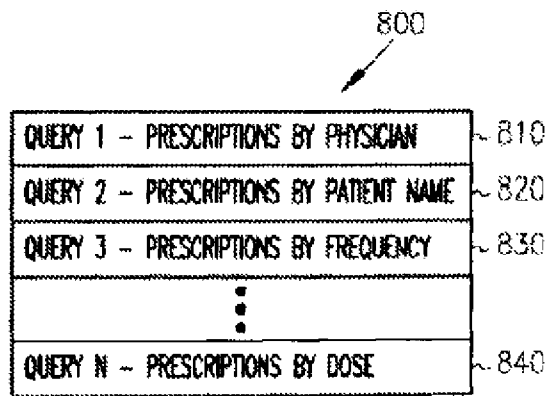 800
QUERY 1 - PRESCRIPTIONS BY PHYSICIAN 810
QUERY 2 - PRESCRIPTIONS BY PATIENT NAME 820
QUERY 3 - PRESCRIPTIONS BY FREQUENCY 830
QUERY N - PRESCRIPTIONS BY DOSE 840